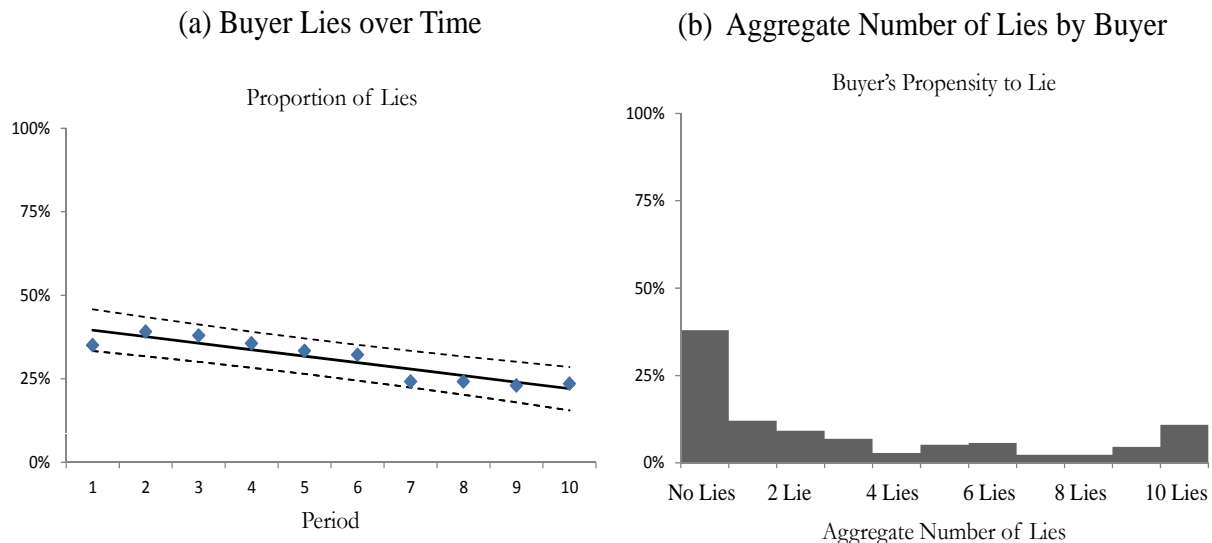 (a) Buyer Lies over Time
Proportion of Lies
100%
75%
50%
25%
0%
1 2 3 4 5 6 7 8 9 10
Period
(b) Aggregate Number of Lies by Buyer
Buyer’s Propensity to Lie
100%
75%
50%
25%
0%
No Lies 2 Lie 4 Lies 6 Lies 8 Lies 10 Lies
Aggregate Number of Lies